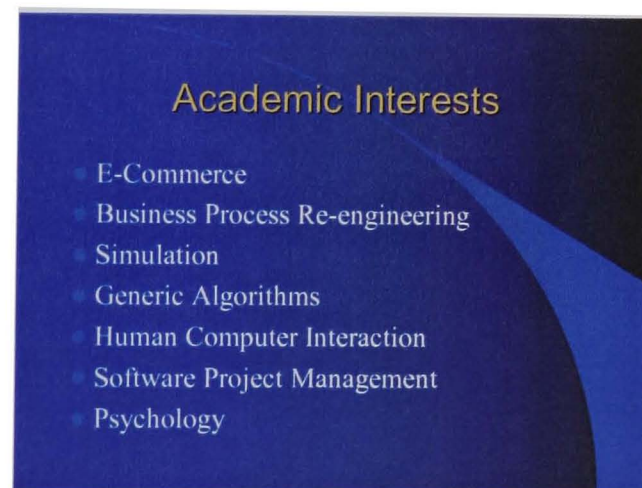 Academic Interests
E-Commerce
Business Process Re-engineering
Simulation
Generic Algorithms
Human Computer Interaction
Software Project Management
Psychology